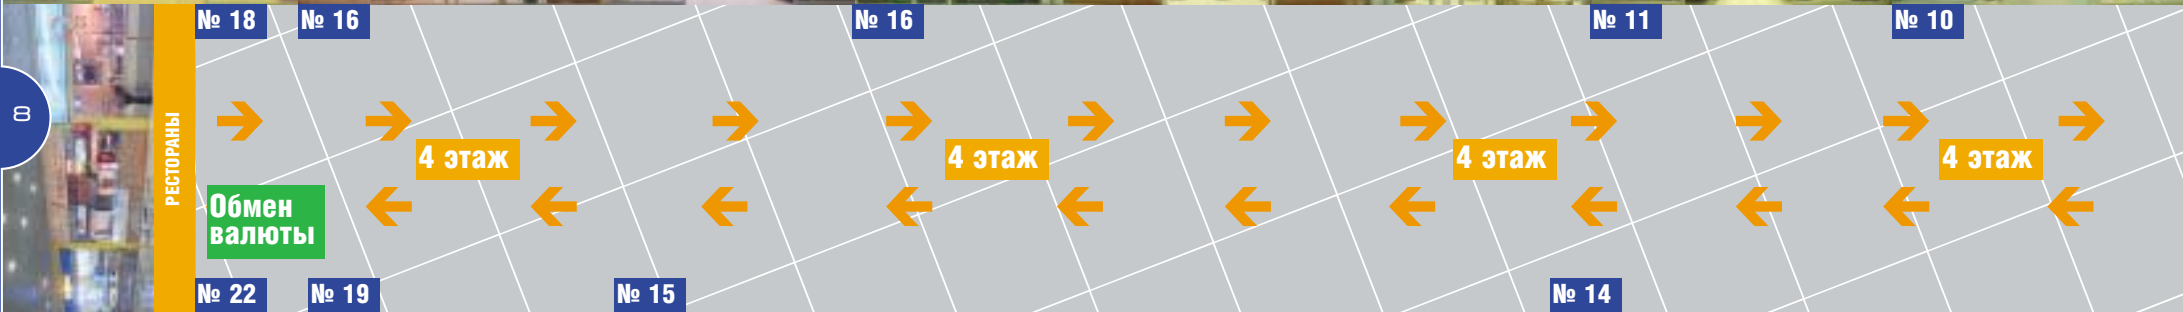 № 18
№ 16
№ 16
№ 11
№ 10
8
РЕСТОРАНЫ
4 этаж
4 этаж
4 этаж
4 этаж
Обмен
валюты
№ 22
№ 19
№ 15
№ 14